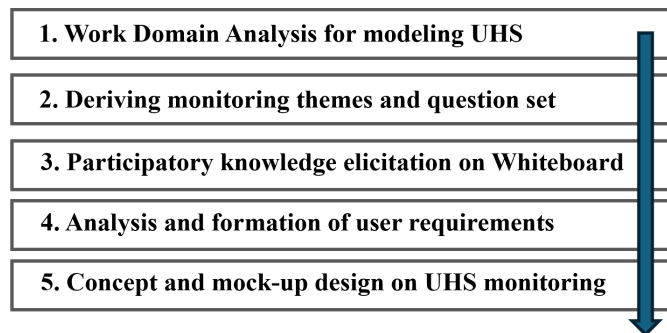 1. Work Domain Analysis for modeling UHS
2. Deriving monitoring themes and question set
3. Participatory knowledge elicitation on Whiteboard
4. Analysis and formation of user requirements
5. Concept and mock-up design on UHS monitoring